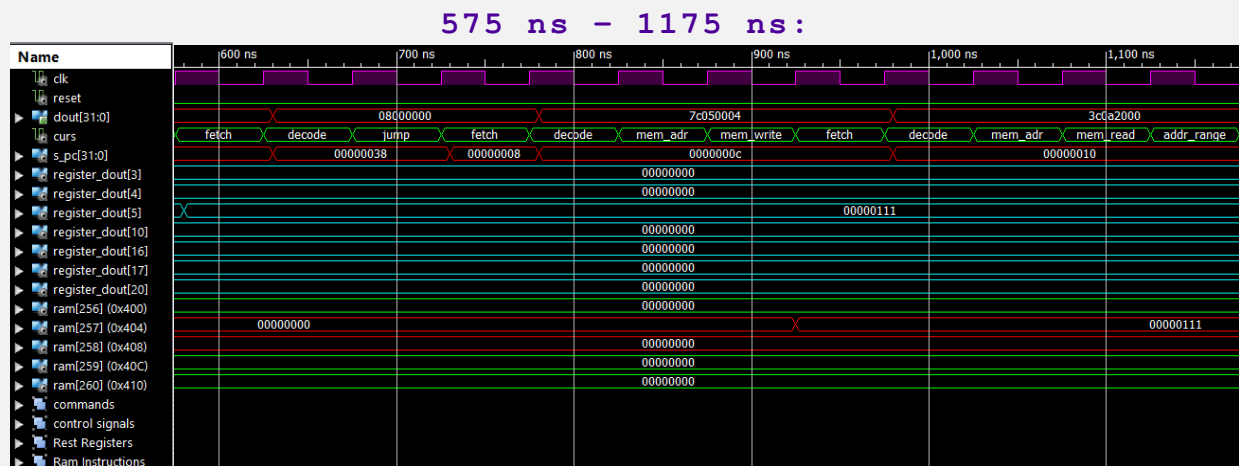 575 ns – 1175 ns:
Name 600 ns 700 ns 800 ns 900 ns 1,000 ns 1,100 ns
clk
reset
dout[31:0] 08000000 7c050004 3c0a2000
curs fetch decode jump fetch decode mem_adr mem_write fetch decode mem_adr mem_read addr_range
s_pc[31:0] 00000038 00000008 0000000c 00000010
register_dout[3] 00000000
register_dout[4] 00000000
register_dout[5] 00000111
register_dout[10] 00000000
register_dout[16] 00000000
register_dout[17] 00000000
register_dout[20] 00000000
ram[256] (0x400) 00000000
ram[257] (0x404) 00000000 00000111
ram[258] (0x408) 00000000
ram[259] (0x40C) 00000000
ram[260] (0x410) 00000000
commands
control signals
Rest Registers
Ram Instructions